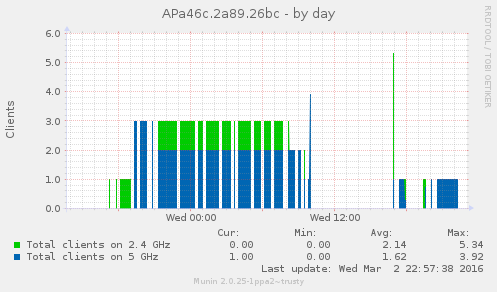 APa46c.2a89.26bc - by day
RRDTOOL / TOBI OETIKER
6.0
5.0
4.0
3.0
2.0
1.0
0.0
Clients
Wed 00:00 Wed 12:00
Cur: Min: Avg: Max:
Total clients on 2.4 GHz 0.00 0.00 2.14 5.34
Total clients on 5 GHz 1.00 0.00 1.62 3.92
Last update: Wed Mar 2 22:57:38 2016
Munin 2.0.25-1ppa2~trusty